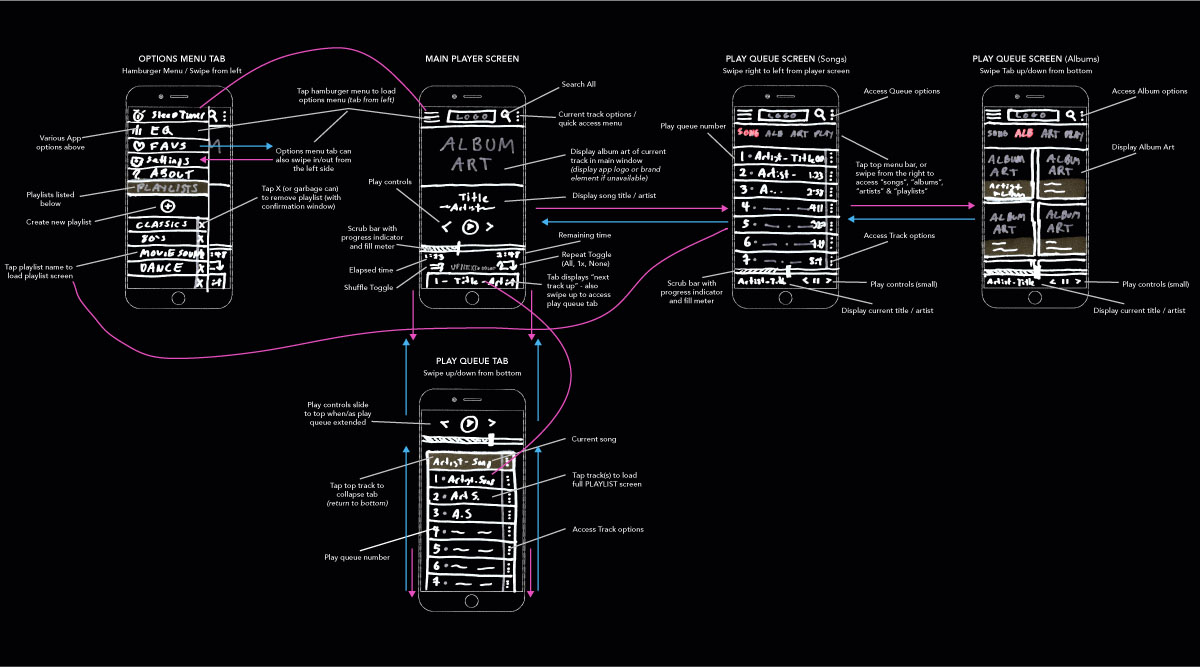 OPTIONS MENU TAB
Hamburger Menu / Swipe from left
MAIN PLAYER SCREEN
PLAY QUEUE SCREEN (Songs)
Swipe right to left from player screen
PLAY QUEUE SCREEN (Albums)
Swipe Tab up/down from bottom
Various App
options above
Playlists listed
below
Create new playlist
Tap playlist name to
load playlist screen
Sleep Timer
EQ
FAVS
Settings
ABOUT
PLAYLISTS
CLASSICS
X
80's
X
MOVIE
X
DANCE
X
X
Tap hamburger menu to load
options menu (tab from left)
Options menu tab can
also swipe in/out from
the left side
Tap X (or garbage can)
to remove playlist (with
confirmation window)
Play controls
Scrub bar with
progress indicator
and fill meter
Elapsed time
Shuffle Toggle
LOGO
ALBUM
ART
Title
Artist
1:23
2:48
1 - Title - Artist
Search All
Current track options /
quick access menu
Display album art of current
track in main window
(display app logo or brand
element if unavailable)
Display song title / artist
Remaining time
Repeat Toggle
(All, 1x, None)
Tab displays "next
track up" - also
swipe up to access
play queue tab
Play queue number
Scrub bar with
progress indicator
and fill meter
LOGO
SONG ALB ART PLAY
1 - Artist - Title
2 - Artist - 1:23
3 - A..
4 -
5 -
6 -
7 -
Artist - Title < II >
Access Queue options
Tap top menu bar, or
swipe from the right to
access "songs", "albums",
"artists" & "playlists"
Access Track options
Play controls (small)
Display current title / artist
LOGO
SONG ALB ART PLAY
ALBUM
ART
ALBUM
ART
Artist
Album
ALBUM
ART
ALBUM
ART
Artist - Title < II >
Access Album options
Display Album Art
Play controls (small)
Display current title / artist
PLAY QUEUE TAB
Swipe up/down from bottom
Play controls slide
to top when/as play
queue extended
Tap top track to
collapse tab
(return to bottom)
Play queue number
Artist - Song
1 - Artist - Song
2 - Art S.
3 - A.S
4 -
5 -
6 -
7 -
Current song
Tap track(s) to load
full PLAYLIST screen
Access Track options